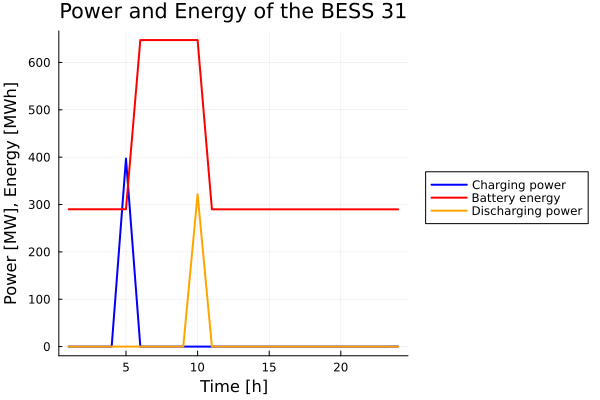 Power and Energy of the BESS 31
Power [MW], Energy [MWh]
600
500
400
300
200
100
0
5
10
15
20
Time [h]
Charging power
Battery energy
Discharging power